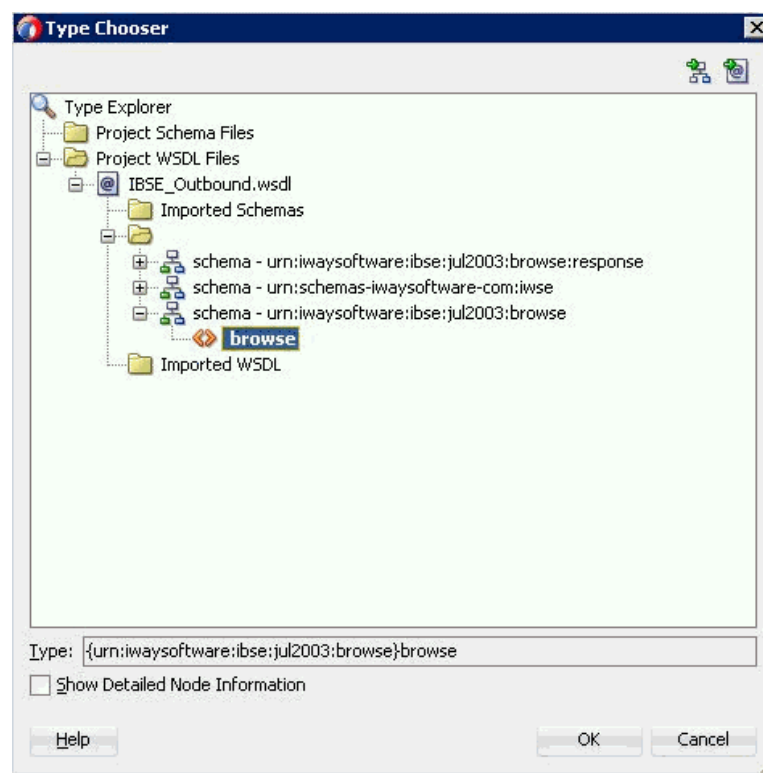 Type Chooser
Type Explorer
Project Schema Files
Project WSDL Files
IBSE_Outbound.wsdl
Imported Schemas
schema - urn:iwaysoftware:ibse:jul2003:browse:response
schema - urn:schemas-iwaysoftware-com:iwse
schema - urn:iwaysoftware:ibse:jul2003:browse
browse
Imported WSDL
Type: {urn:iwaysoftware:ibse:jul2003:browse}browse
Show Detailed Node Information
Help OK Cancel